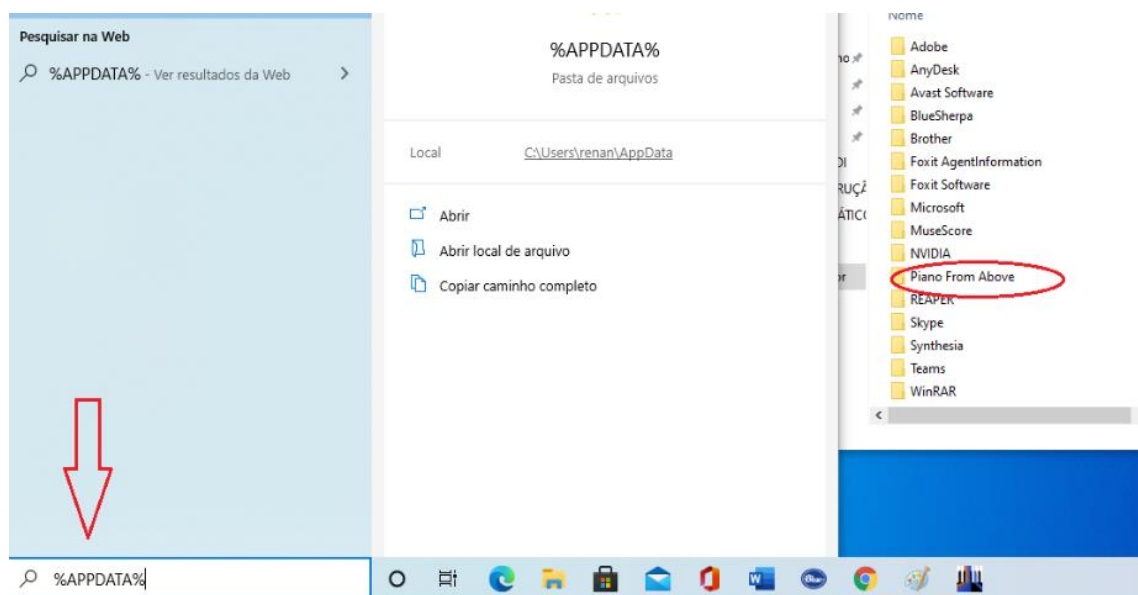 Pesquisar na Web
%APPDATA% - Ver resultados da Web
%APPDATA%
%APPDATA%
Pasta de arquivos
Local C:\Users\renan\AppData
Abrir
Abrir local de arquivo
Copiar caminho completo
Nome
Adobe
AnyDesk
Avast Software
BlueSherpa
Brother
Foxit AgentInformation
Foxit Software
Microsoft
MuseScore
NVIDIA
Piano From Above
REAPER
Skype
Synthesia
Teams
WinRAR